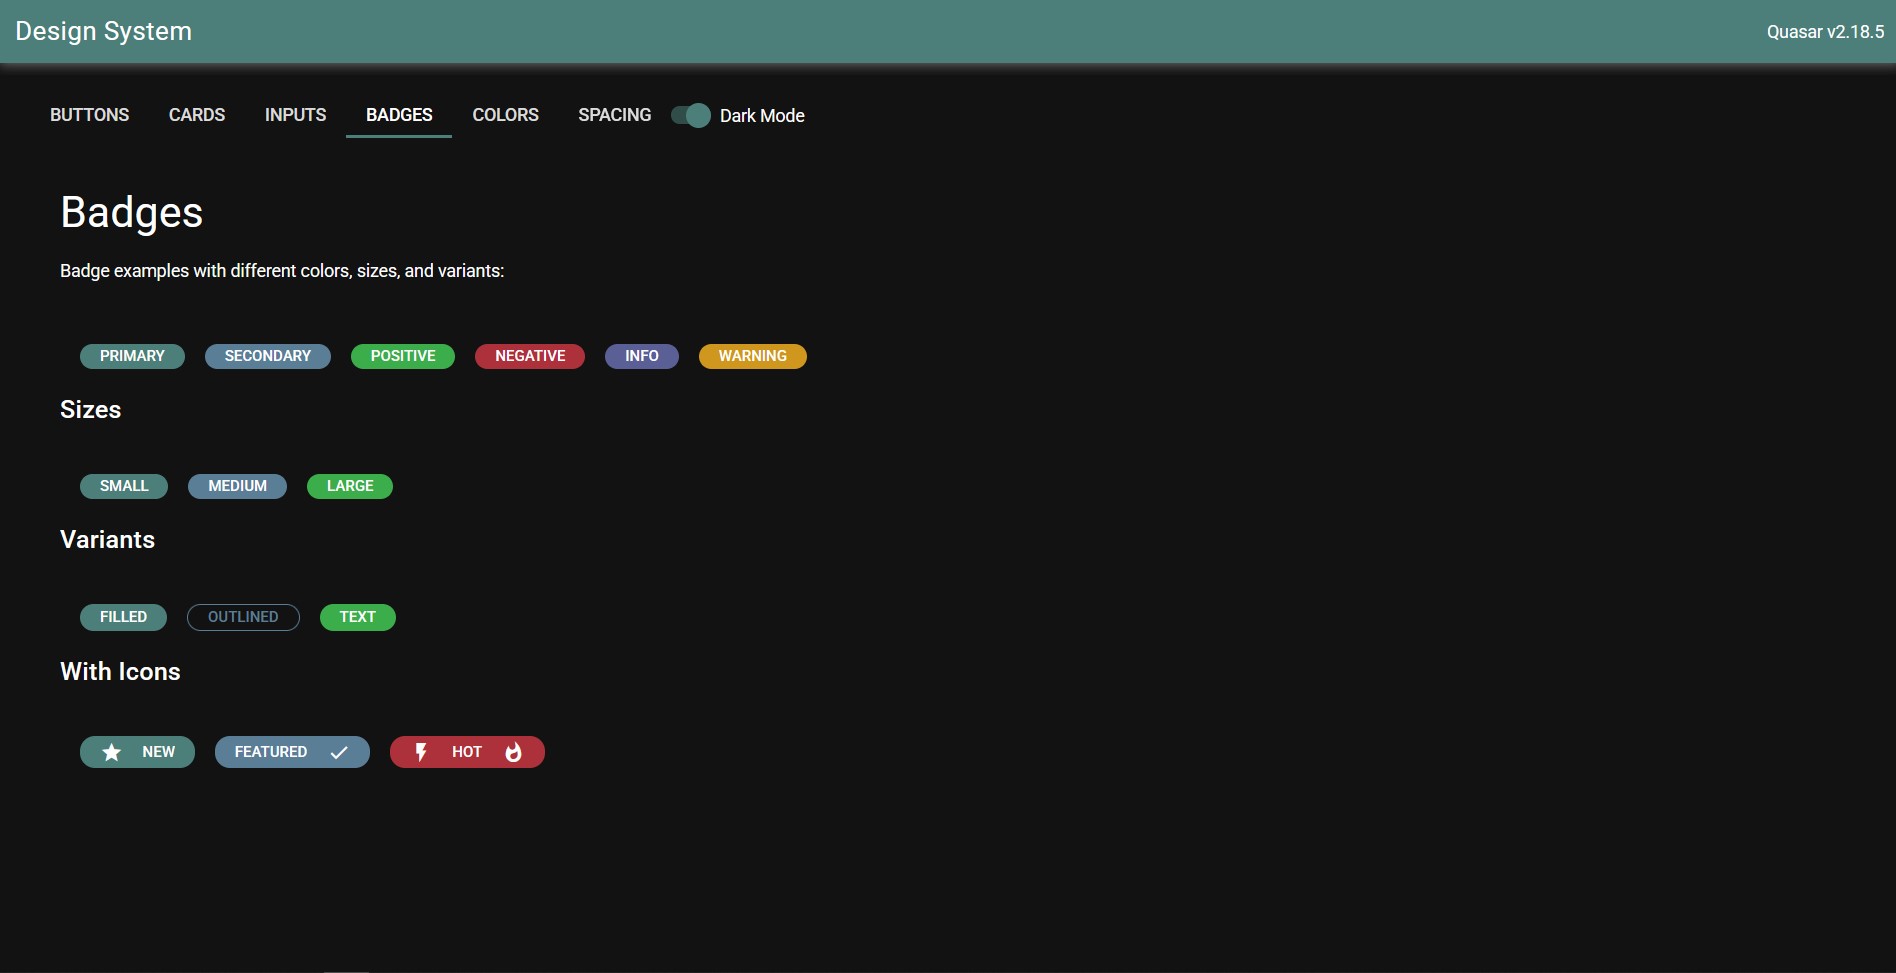 Design System
Quasar v2.18.5
BUTTONS CARDS INPUTS BADGES COLORS SPACING Dark Mode
Badges
Badge examples with different colors, sizes, and variants:
PRIMARY SECONDARY POSITIVE NEGATIVE INFO WARNING
Sizes
SMALL MEDIUM LARGE
Variants
FILLED OUTLINED TEXT
With Icons
NEW FEATURED HOT